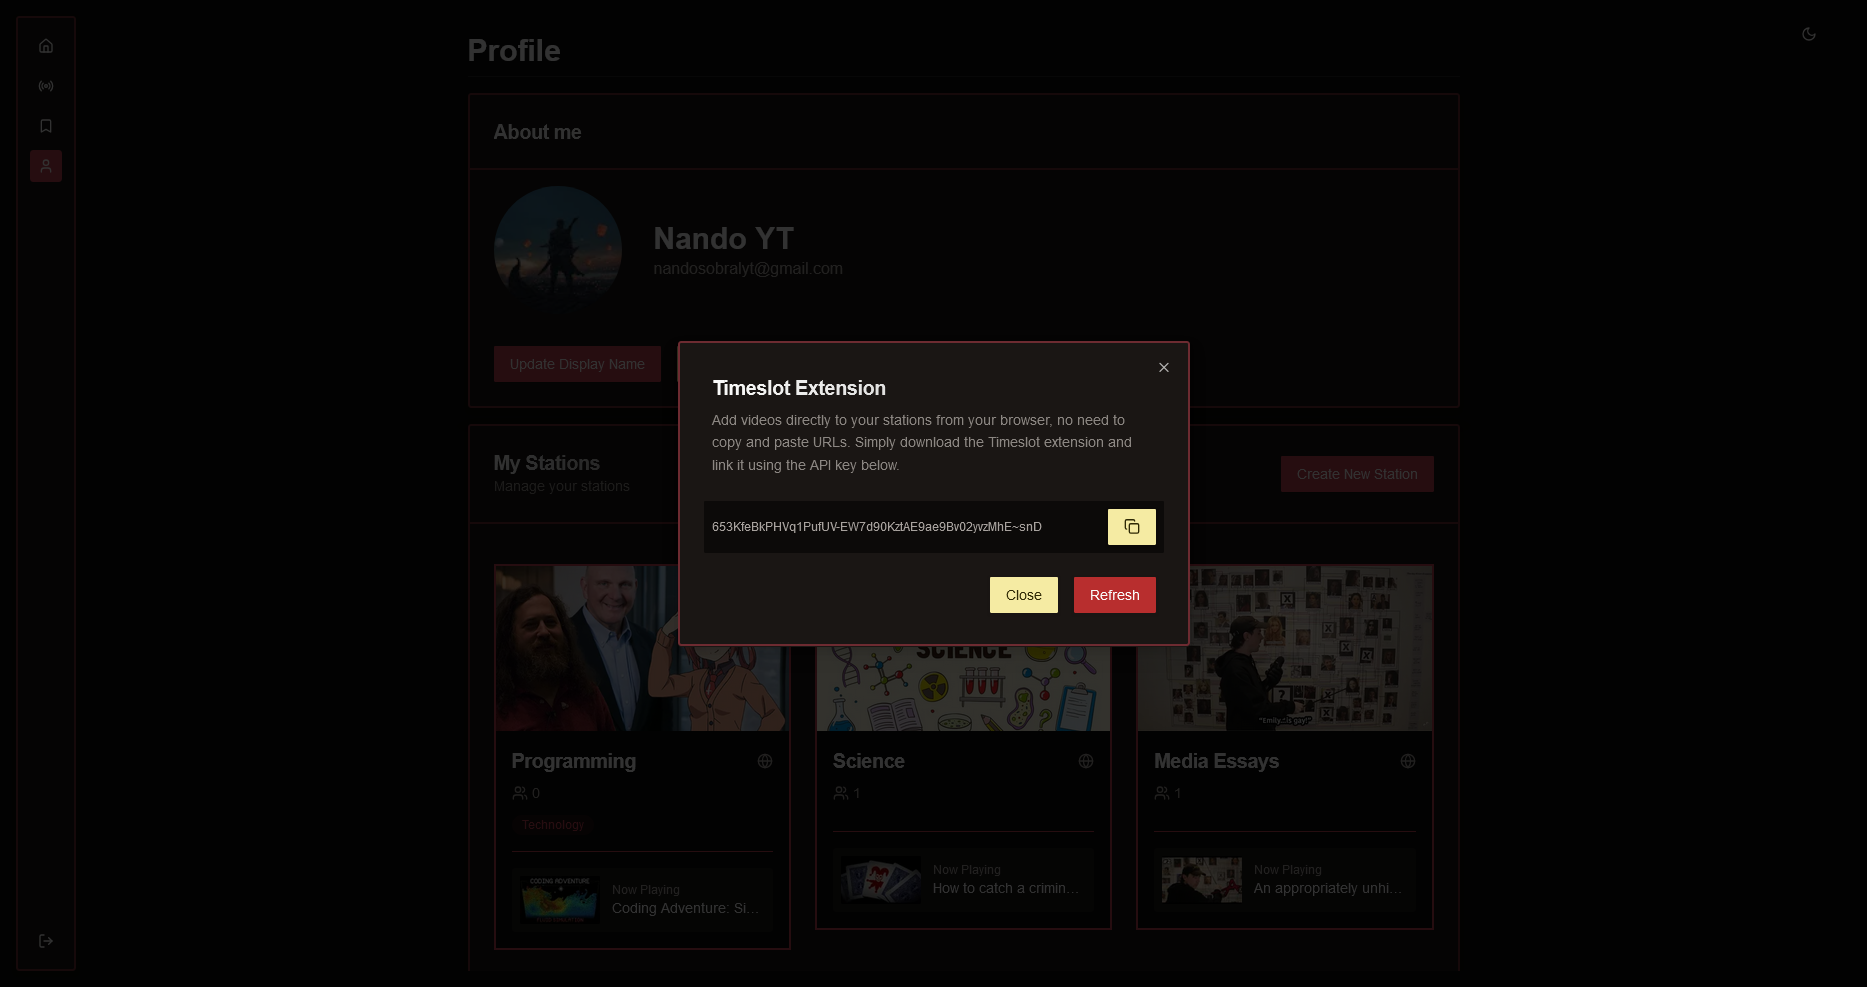 Profile
About me
Nando YT
nandosobralyt@gmail.com
Update Display Name
Timeslot Extension
Add videos directly to your stations from your browser, no need to
copy and paste URLs. Simply download the Timeslot extension and
link it using the API key below.
653KfeBkPHVq1PufUV-EW7d90KztAE9ae9Bv02yvzMhE~snD
Close
Refresh
My Stations
Manage your stations
Create New Station
SCIENCE
"Emily.. is gay!"
Programming
0
Technology
Now Playing
CODING ADVENTURE
Coding Adventure: Si...
Science
1
Now Playing
How to catch a crimin...
Media Essays
1
Now Playing
An appropriately unhi...